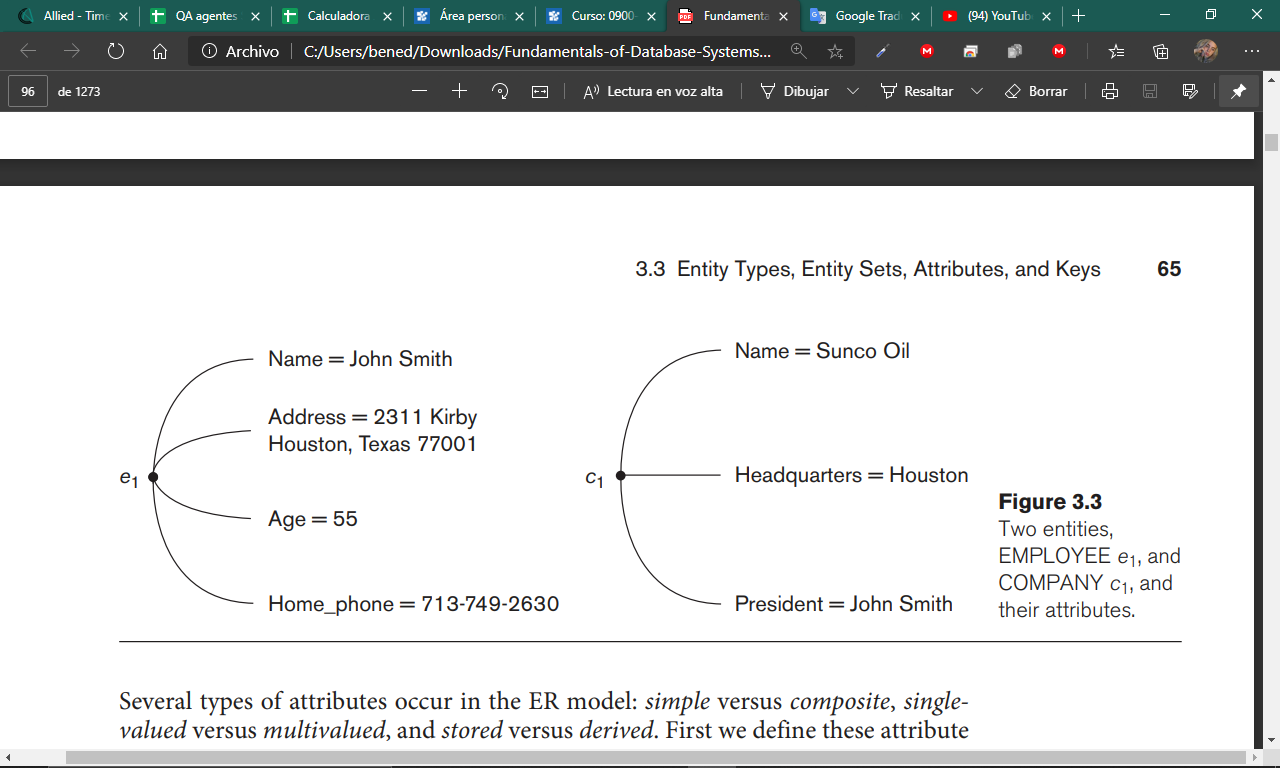 Allied - Time
QA agentes
Calculadora
Área person
Curso: 0900-
Fundamenta
Google Trad
(94) YouTub
Archivo
C:/Users/bened/Downloads/Fundamentals-of-Database-Systems...
96
de 1273
Lectura en voz alta
Dibujar
Resaltar
Borrar
3.3 Entity Types, Entity Sets, Attributes, and Keys 65
Name = John Smith
Address = 2311 Kirby
Houston, Texas 77001
e1
Age = 55
Home_phone = 713-749-2630
Name = Sunco Oil
c1
Headquarters = Houston
President = John Smith
Figure 3.3
Two entities,
EMPLOYEE e1, and
COMPANY c1, and
their attributes.
Several types of attributes occur in the ER model: simple versus composite, single-
valued versus multivalued, and stored versus derived. First we define these attribute